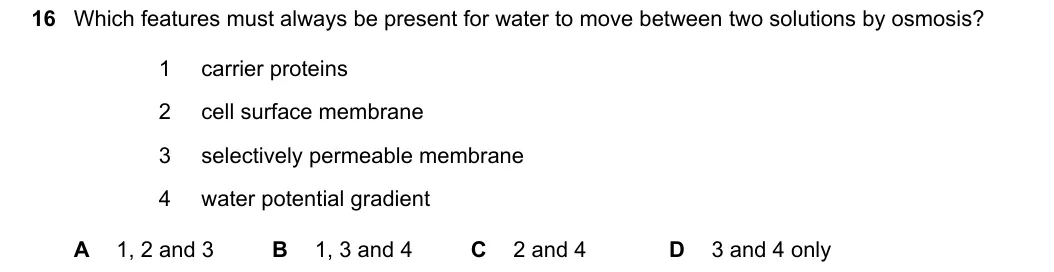 16 Which features must always be present for water to move between two solutions by osmosis?
1 carrier proteins
2 cell surface membrane
3 selectively permeable membrane
4 water potential gradient
A 1, 2 and 3 B 1, 3 and 4 C 2 and 4 D 3 and 4 only